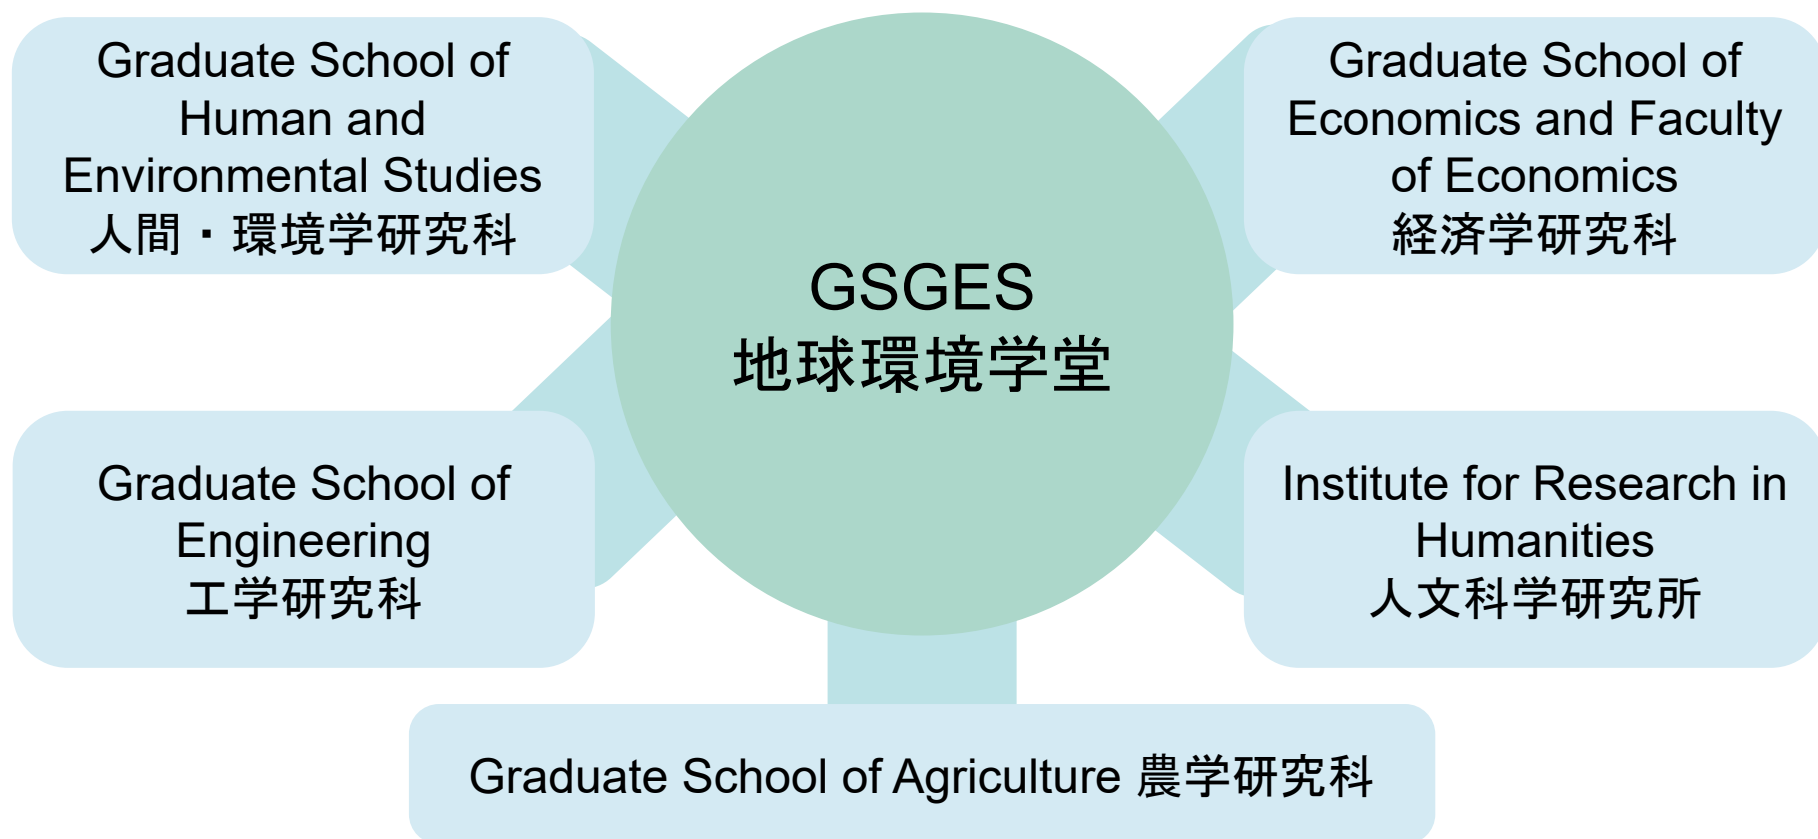 Graduate School of
Human and
Environmental Studies
人間・環境学研究科
Graduate School of
Economics and Faculty
of Economics
経済学研究科
GSGES
地球環境学堂
Graduate School of
Engineering
工学研究科
Institute for Research in
Humanities
人文科学研究所
Graduate School of Agriculture 農学研究科